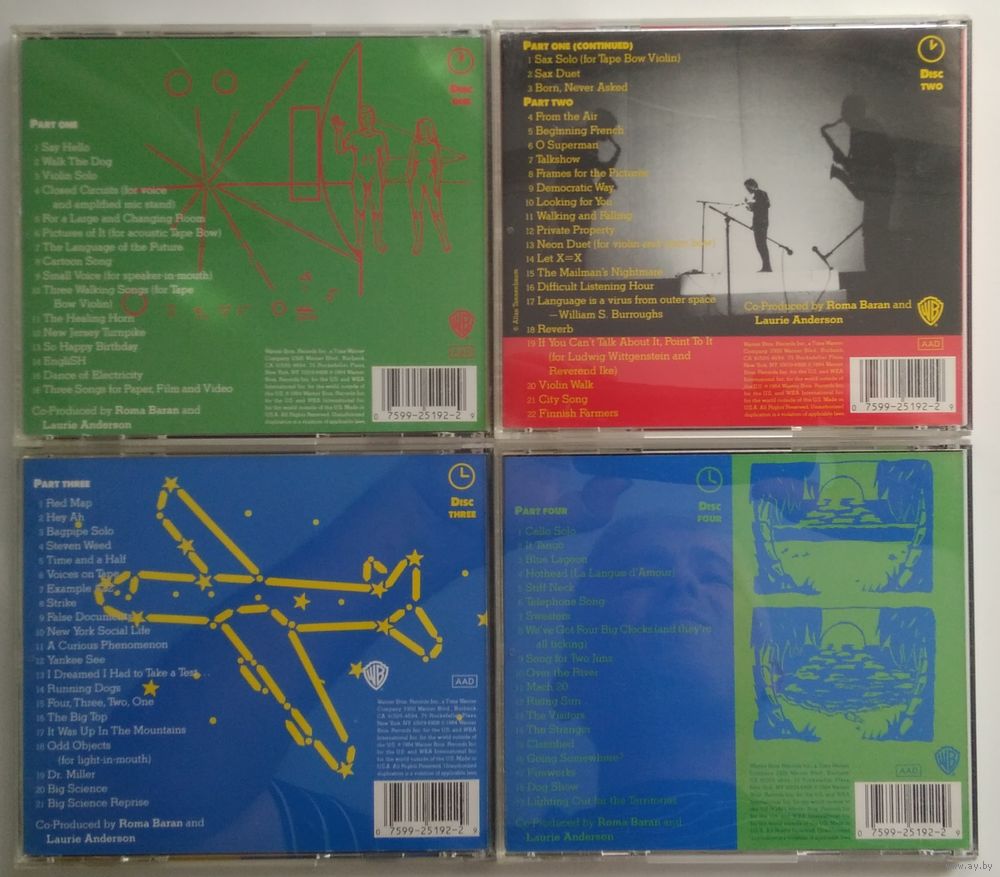 DISC
ONE
PART ONE
1 Say Hello
2 Walk The Dog
3 Violin Solo
4 Closed Circuits (for voice
and amplified mic stand)
5 For a Large and Changing Room
6 Pictures of It (for acoustic Tape Bow)
7 The Language of the Future
8 Cartoon Song
9 Small Voice (for speaker-in-mouth)
10 Three Walking Songs (for Tape
Bow Violin)
11 The Healing Horn
12 New Jersey Turnpike
13 So Happy Birthday
14 EngliSH
15 Dance of Electricity
16 Three Songs for Paper, Film and Video
Co-Produced by Roma Baran and
Laurie Anderson
AAD
0 7599-25192-2 9
PART ONE (CONTINUED)
1 Sax Solo (for Tape Bow Violin)
2 Sax Duet
3 Born, Never Asked
PART TWO
4 From the Air
5 Beginning French
6 O Superman
7 Talkshow
8 Frames for the Pictures
9 Democratic Way
10 Looking for You
11 Walking and Falling
12 Private Property
13 Neon Duet (for violin and
14 Let X=X
15 The Mailman's Nightmare
16 Difficult Listening Hour
17 Language is a virus from outer space
—William S. Burroughs
18 Reverb
19 If You Can't Talk About It, Point To It
(for Ludwig Wittgenstein and
Reverend Ike)
20 Violin Walk
21 City Song
22 Finnish Farmers
DISC
TWO
Co-Produced by Roma Baran and
Laurie Anderson
WB
AAD
0 7599-25192-2 9
PART THREE
1 Red Map
2 Hey Ah
3 Bagpipe Solo
4 Steven Weed
5 Time and a Half
6 Voices on Tape
7 Example
8 Strike
9 False Documents
10 New York Social Life
11 A Curious Phenomenon
12 Yankee See
13 I Dreamed I Had to Take a Test
14 Running Dogs
15 Four, Three, Two, One
16 The Big Top
17 It Was Up In The Mountains
18 Odd Objects
(for light-in-mouth)
19 Dr. Miller
20 Big Science
21 Big Science Reprise
Co-Produced by Roma Baran and
Laurie Anderson
DISC
THREE
WB
AAD
0 7599-25192-2 9
PART FOUR
1 Cello Solo
2 It Tango
3 Blue Lagoon
4 Hothead (La Langue d'Amour)
5 Stiff Neck
6 Telephone Song
7 Sweaters
8 We've Got Four Big Clocks (and they're
all ticking)
9 Song for Two Jims
10 Over the River
11 Mach 20
12 Rising Sun
13 The Visitors
14 The Stranger
15 Classified
16 Going Somewhere?
17 Fireworks
18 Dog Show
19 Lighting Out for the Territories
Co-Produced by Roma Baran and
Laurie Anderson
DISC
FOUR
WB
AAD
0 7599-25192-2 9
www.ay.by